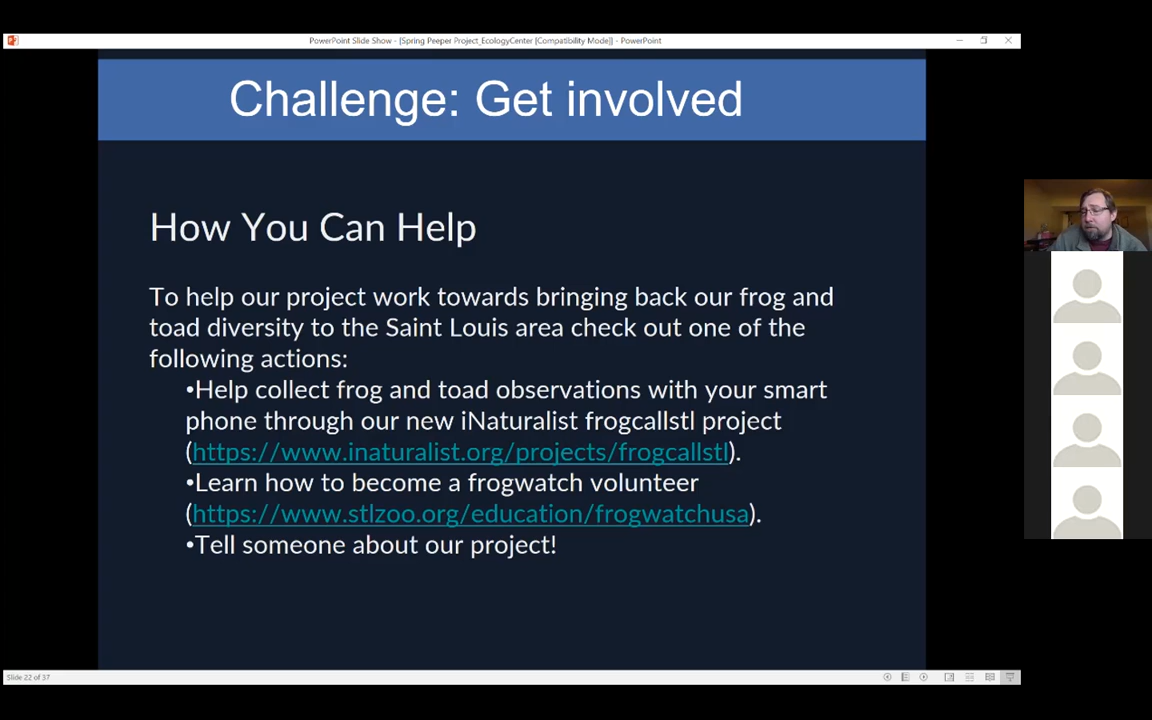 PowerPoint Slide Show - [Spring Peeper Project_EcologyCenter [Compatibility Mode]] - PowerPoint
Challenge: Get involved
How You Can Help
To help our project work towards bringing back our frog and
toad diversity to the Saint Louis area check out one of the
following actions:
•Help collect frog and toad observations with your smart
phone through our new iNaturalist frogcallstl project
(https://www.inaturalist.org/projects/frogcallstl).
•Learn how to become a frogwatch volunteer
(https://www.stlzoo.org/education/frogwatchusa).
•Tell someone about our project!
Slide 22 of 37